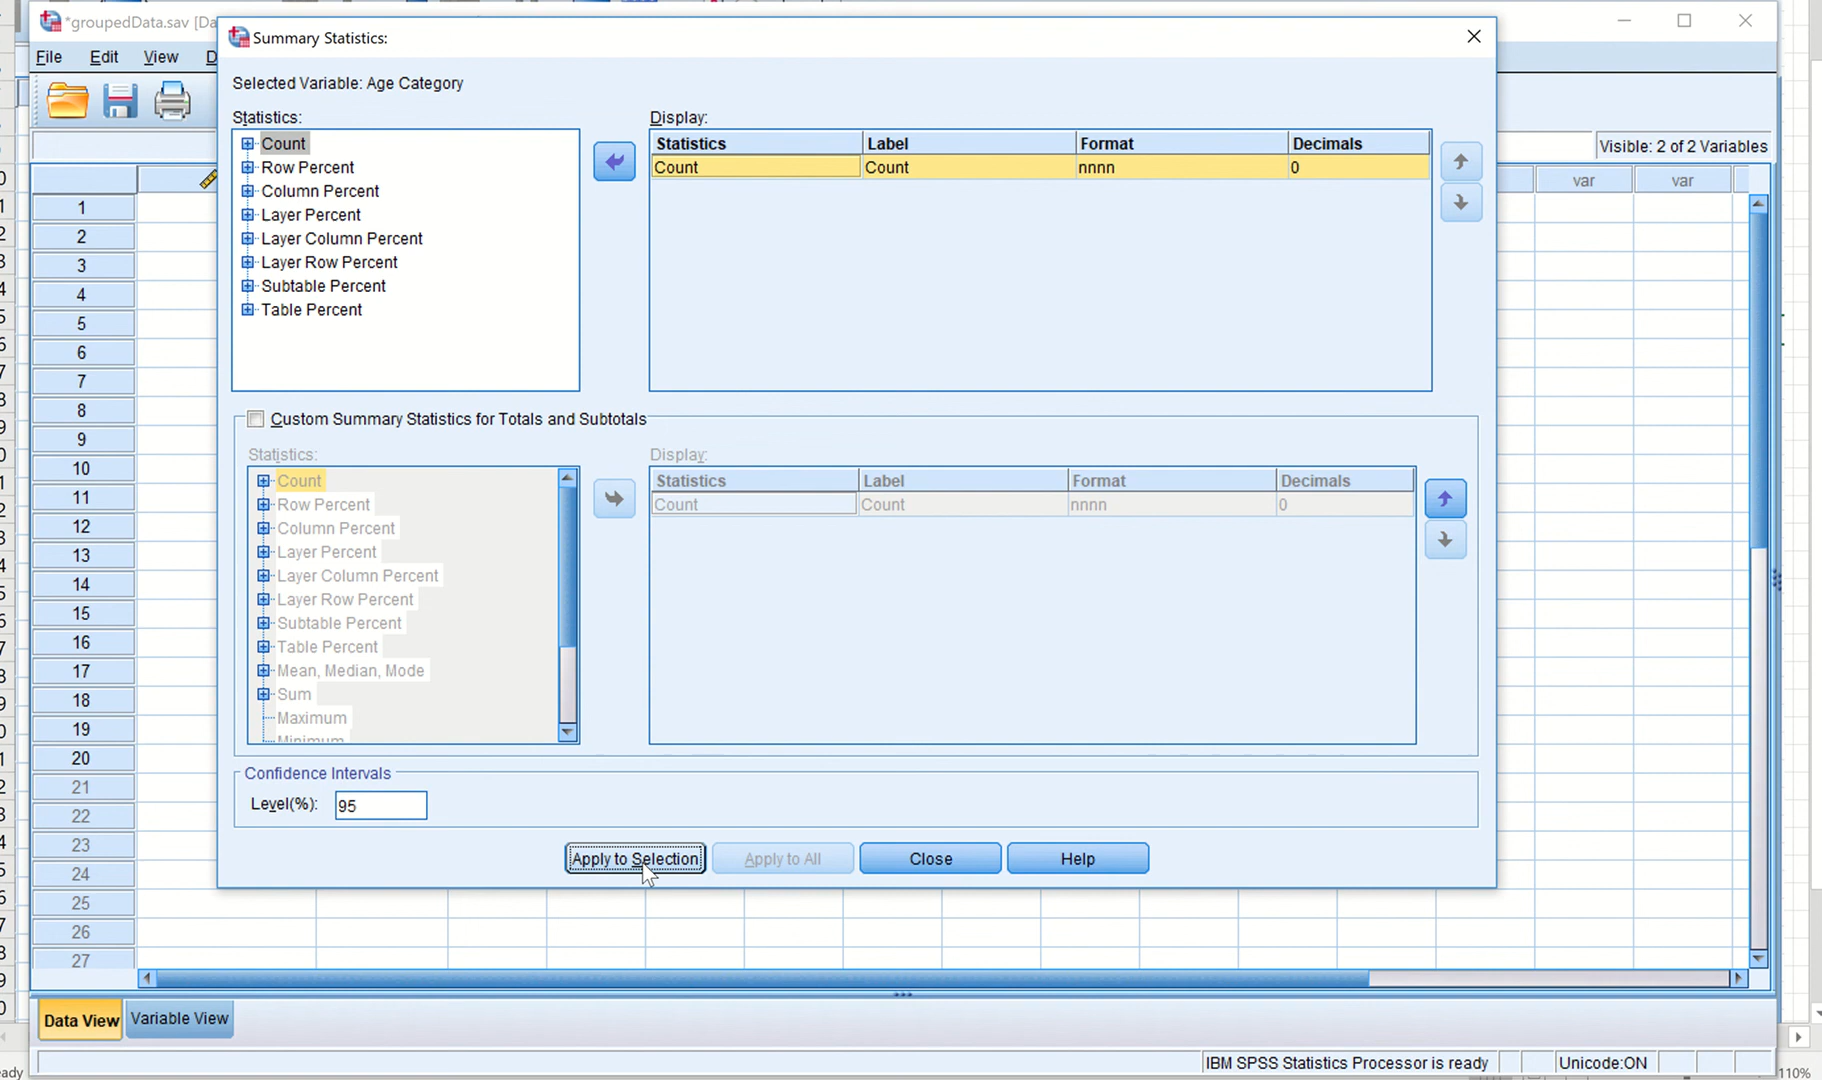 *groupedData.sav [Da
Summary Statistics:
File Edit View D
Selected Variable: Age Category
Statistics:
Count
Row Percent
Column Percent
Layer Percent
Layer Column Percent
Layer Row Percent
Subtable Percent
Table Percent
Display:
Statistics Label Format Decimals
Count Count nnnn 0
Visible: 2 of 2 Variables
var var
1
2
3
4
5
6
7
8
9
10
11
12
13
14
15
16
17
18
19
20
21
22
23
24
25
26
27
Custom Summary Statistics for Totals and Subtotals
Statistics:
Count
Row Percent
Column Percent
Layer Percent
Layer Column Percent
Layer Row Percent
Subtable Percent
Table Percent
Mean, Median, Mode
Sum
Maximum
Minimum
Display:
Statistics Label Format Decimals
Count Count nnnn 0
Confidence Intervals
Level(%): 95
Apply to Selection Apply to All Close Help
Data View Variable View
IBM SPSS Statistics Processor is ready Unicode:ON
eady
110%